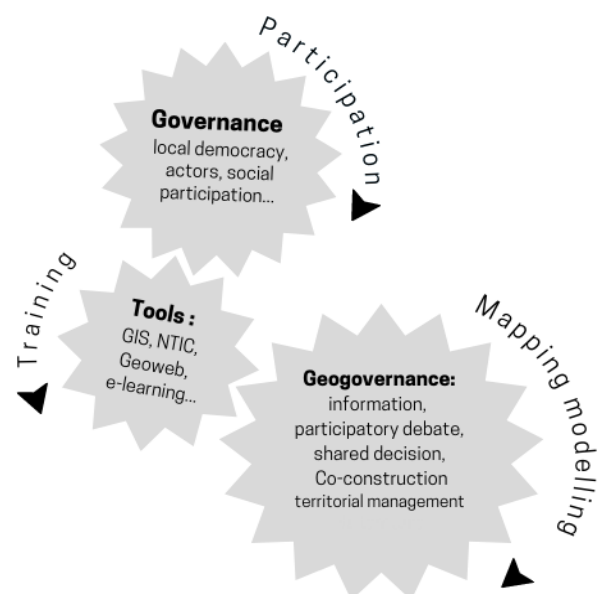 Participation
Governance
local democracy,
actors, social
participation...
Training
Tools :
GIS, NTIC,
Geoweb,
e-learning...
Mapping modelling
Geogovernance:
information,
participatory debate,
shared decision,
Co-construction
territorial management